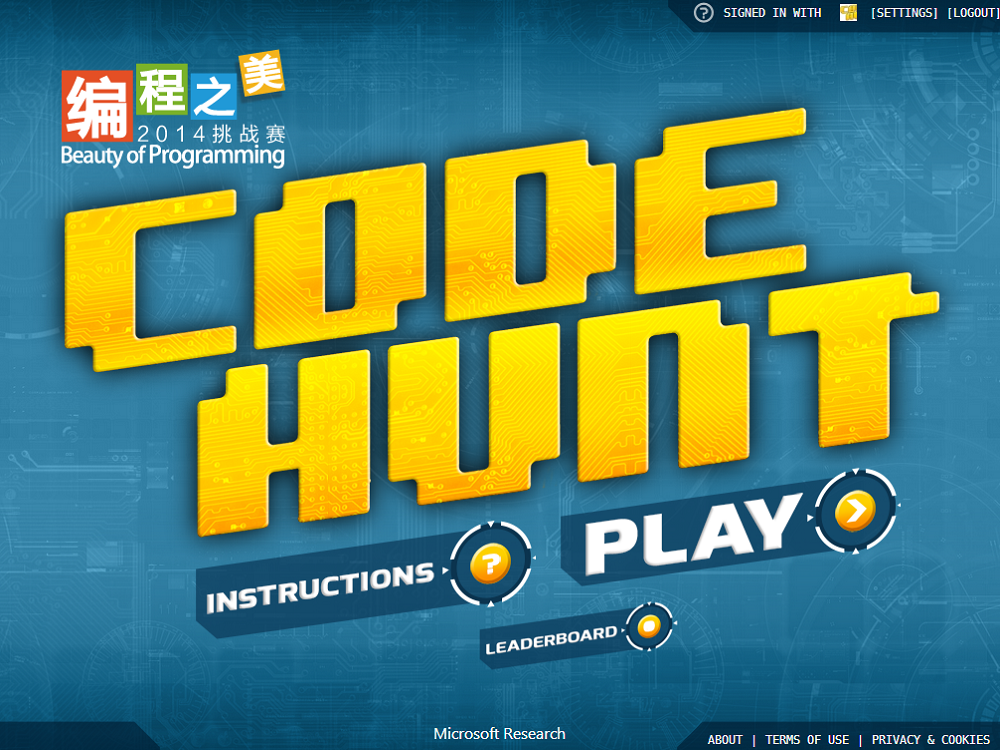 SIGNED IN WITH [SETTINGS] [LOGOUT]
编程之美
2014挑战赛
Beauty of Programming
CODE
HUNT
PLAY
INSTRUCTIONS
LEADERBOARD
Microsoft Research
ABOUT | TERMS OF USE | PRIVACY & COOKIES